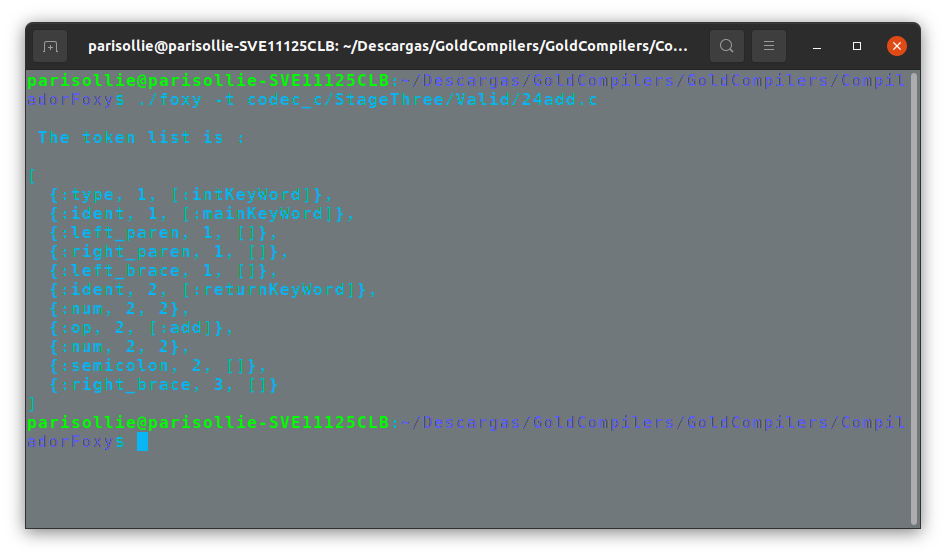 parisollie@parisollie-SVE11125CLB: ~/Descargas/GoldCompilers/GoldCompilers/Co...
parisollie@parisollie-SVE11125CLB:~/Descargas/GoldCompilers/GoldCompilers/Compil
adorFoxy$ ./foxy -t codec_c/StageThree/Valid/24add.c
The token list is :
[
{:type, 1, [:intKeyWord]},
{:ident, 1, [:mainKeyWord]},
{:left_paren, 1, []},
{:right_paren, 1, []},
{:left_brace, 1, []},
{:ident, 2, [:returnKeyWord]},
{:num, 2, 2},
{:op, 2, [:add]},
{:num, 2, 2},
{:semicolon, 2, []},
{:right_brace, 3, []}
]
parisollie@parisollie-SVE11125CLB:~/Descargas/GoldCompilers/GoldCompilers/Compil
adorFoxy$